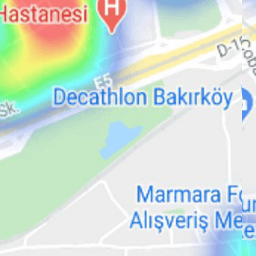 Hastanesi
H
D-15
E5
Decathlon Bakırköy
Sk.
Marmara Fo
Alışveriş Me